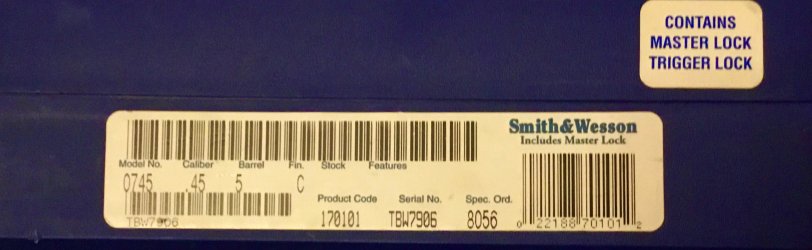 CONTAINS
MASTER LOCK
TRIGGER LOCK
Smith&Wesson
Includes Master Lock
Model No. Caliber Barrel Fin. Stock Features
0745 .45 5 C
Product Code Serial No. Spec. Ord.
TBW7906 170101 TBW7906 8056 0 22188 70101 2